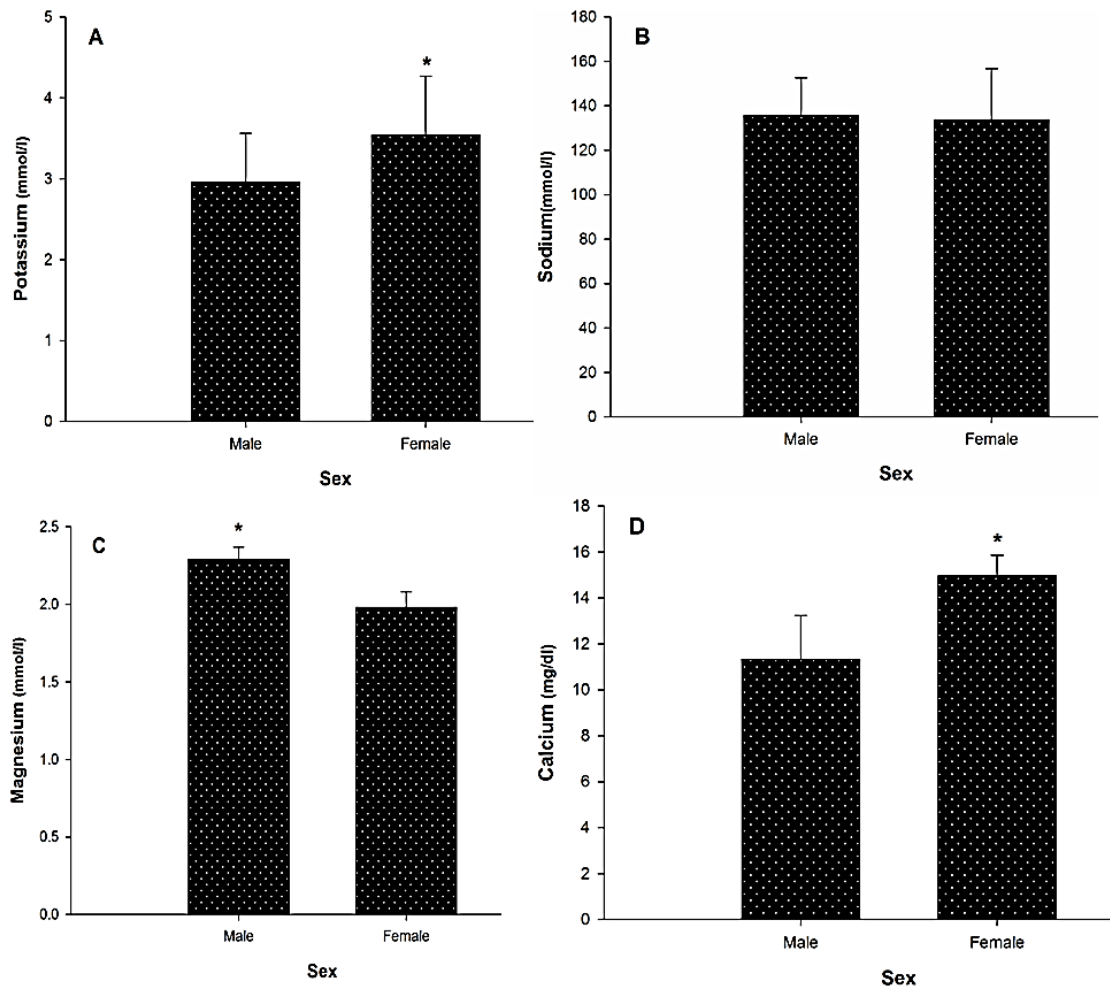 A
*
5
4
3
2
1
0
Potassium (mmol/l)
Male
Female
Sex
B
180
160
140
120
100
80
60
40
20
0
Sodium(mmol/l)
Male
Female
Sex
C
*
2.5
2.0
1.5
1.0
0.5
0.0
Magnesium (mmol/l)
Male
Female
Sex
D
*
18
16
14
12
10
8
6
4
2
0
Calcium (mg/dl)
Male
Female
Sex